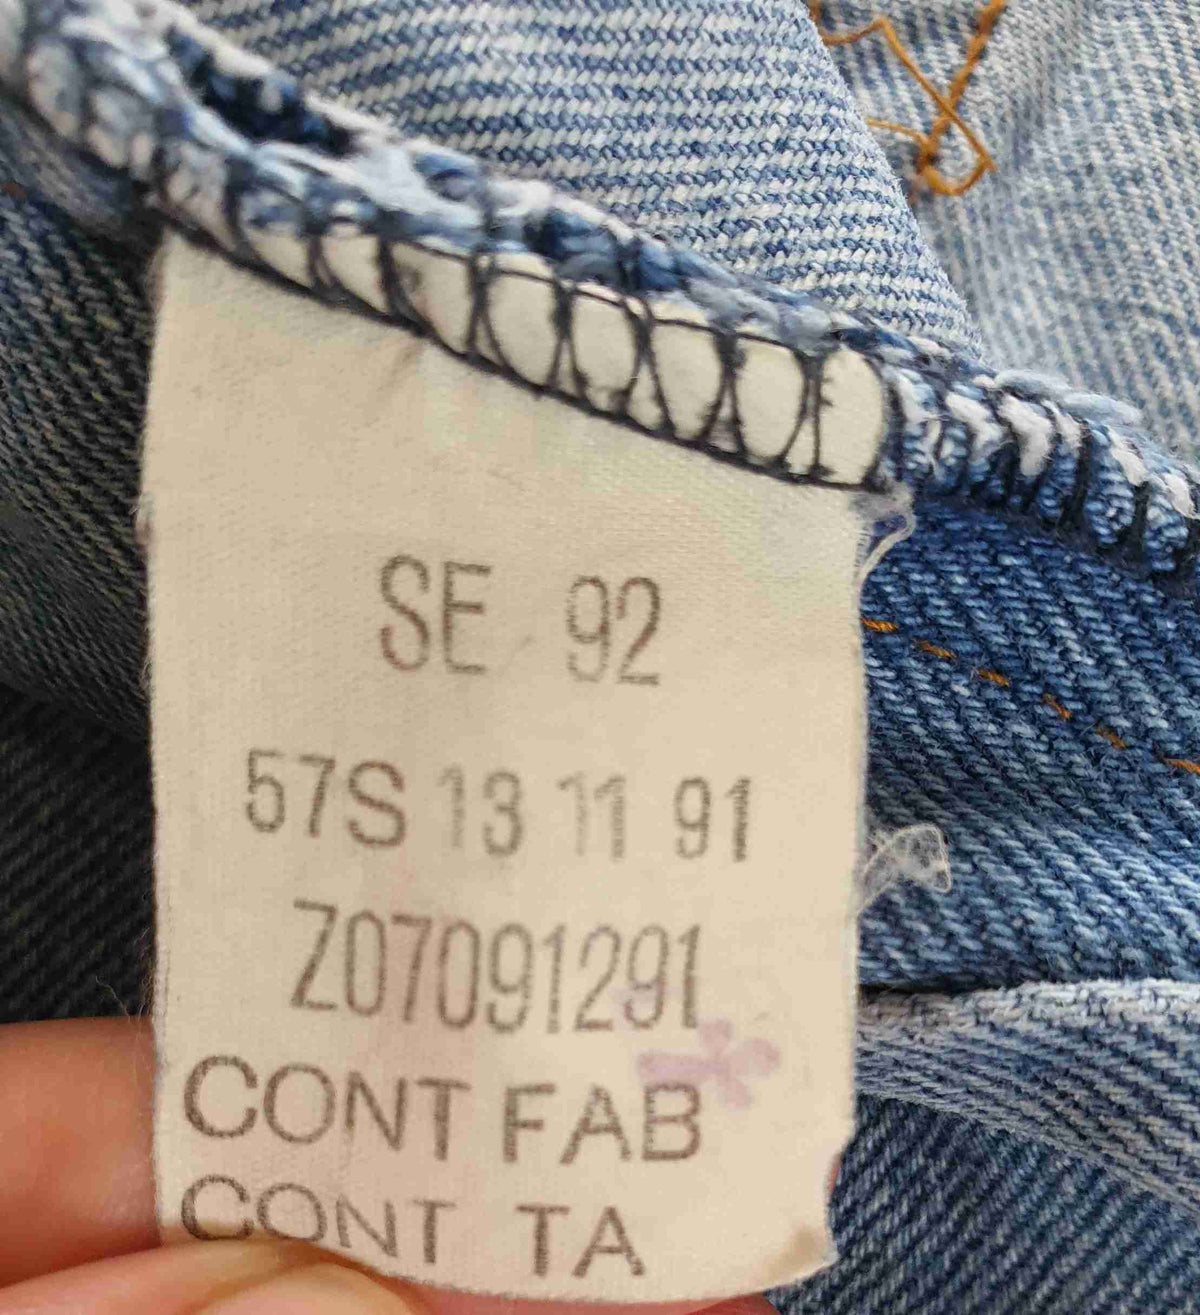 SE 92
57S 13 11 91
Z07091291
CONT FAB
CONT TA